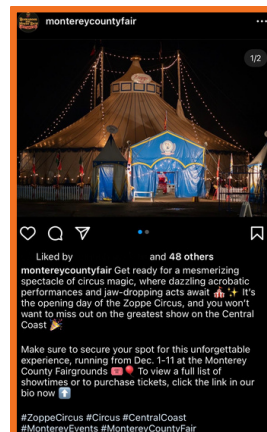 montereycountyfair
1/2
Liked by and 48 others
montereycountyfair Get ready for a mesmerizing
spectacle of circus magic, where dazzling acrobatic
performances and jaw-dropping acts await 🎪✨ It's
the opening day of the Zoppe Circus, and you won't
want to miss out on the greatest show on the Central
Coast 🎉
Make sure to secure your spot for this unforgettable
experience, running from Dec. 1-11 at the Monterey
County Fairgrounds 🎟️🎈 To view a full list of
showtimes or to purchase tickets, click the link in our
bio now ⬆️
#ZoppeCircus #Circus #CentralCoast
#MontereyEvents #MontereyCountyFair